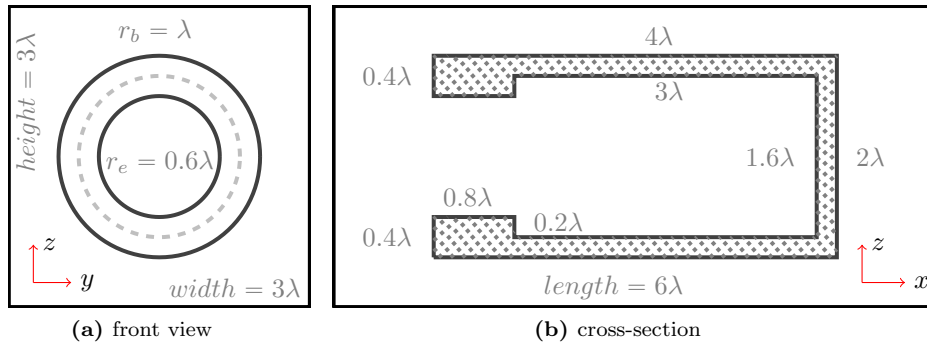 r_b = λ
height = 3λ
r_e = 0.6λ
z
y
width = 3λ
(a) front view
4λ
0.4λ
3λ
1.6λ
2λ
0.8λ
0.2λ
0.4λ
length = 6λ
z
x
(b) cross-section